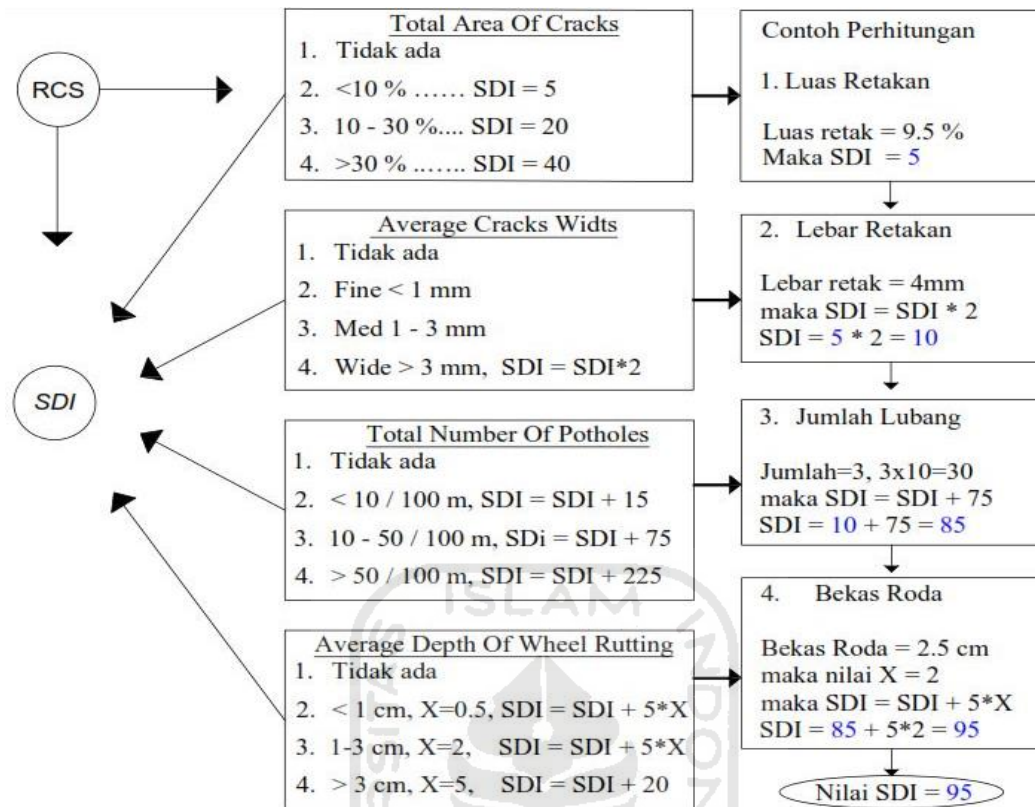 RCS
SDI
Total Area Of Cracks
1. Tidak ada
2. <10 % ...... SDI = 5
3. 10 - 30 %.... SDI = 20
4. >30 % ....... SDI = 40
Average Cracks Widts
1. Tidak ada
2. Fine < 1 mm
3. Med 1 - 3 mm
4. Wide > 3 mm, SDI = SDI*2
Total Number Of Potholes
1. Tidak ada
2. < 10 / 100 m, SDI = SDI + 15
3. 10 - 50 / 100 m, SDi = SDI + 75
4. > 50 / 100 m, SDI = SDI + 225
Average Depth Of Wheel Rutting
1. Tidak ada
2. < 1 cm, X=0.5, SDI = SDI + 5*X
3. 1-3 cm, X=2, SDI = SDI + 5*X
4. > 3 cm, X=5, SDI = SDI + 20
Contoh Perhitungan
1. Luas Retakan
Luas retak = 9.5 %
Maka SDI = 5
2. Lebar Retakan
Lebar retak = 4mm
maka SDI = SDI * 2
SDI = 5 * 2 = 10
3. Jumlah Lubang
Jumlah=3, 3x10=30
maka SDI = SDI + 75
SDI = 10 + 75 = 85
4. Bekas Roda
Bekas Roda = 2.5 cm
maka nilai X = 2
maka SDI = SDI + 5*X
SDI = 85 + 5*2 = 95
Nilai SDI = 95
ISLAM